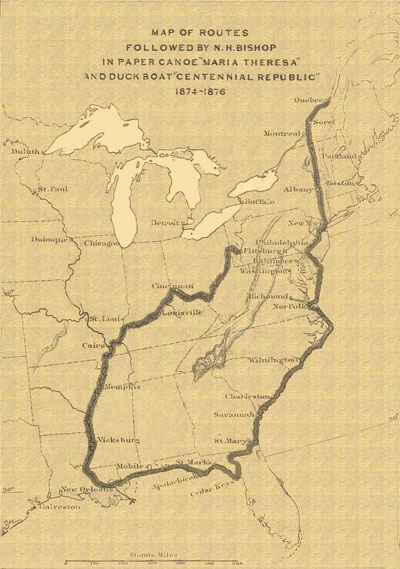 MAP OF ROUTES
FOLLOWED BY N.H.BISHOP
IN PAPER CANOE "MARIA THERESA"
AND DUCK BOAT "CENTENNIAL REPUBLIC"
1874-1876
Quebec
Sorel
Montreal
Duluth
Portland
St. Paul
Albany
Boston
Buffalo
New York
Detroit
Dubuque
Chicago
Philadelphia
Pittsburgh
Baltimore
Washington
Cincinnati
Richmond
Norfolk
St. Louis
Louisville
Cairo
Wilmington
Memphis
Charleston
Savannah
Vicksburg
St. Mary's
Mobile
St. Marks
Apalachicola
Cedar Keys
New Orleans
Galveston
Statute Miles